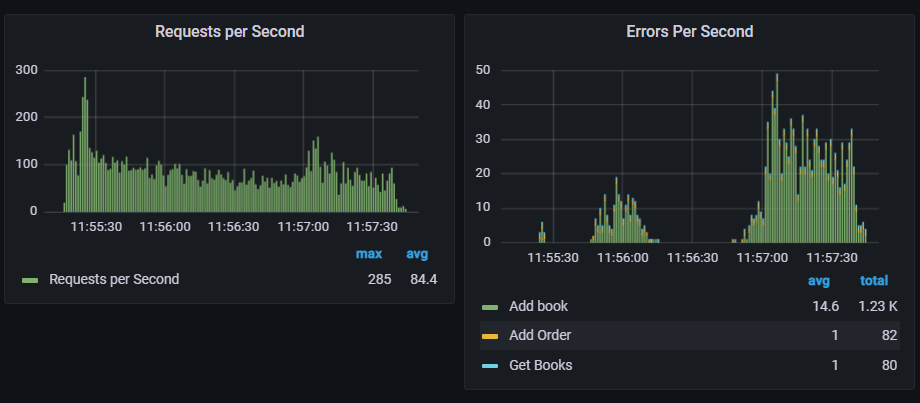 Requests per Second
300
200
100
0
11:55:30 11:56:00 11:56:30 11:57:00 11:57:30
max avg
Requests per Second 285 84.4
Errors Per Second
50
40
30
20
10
0
11:55:30 11:56:00 11:56:30 11:57:00 11:57:30
avg total
Add book 14.6 1.23 K
Add Order 1 82
Get Books 1 80